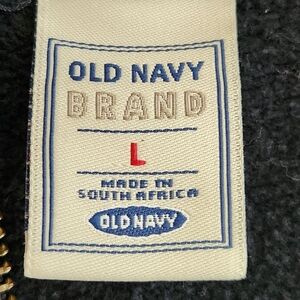 OLD NAVY
BRAND
L
MADE IN
SOUTH AFRICA
OLD NAVY